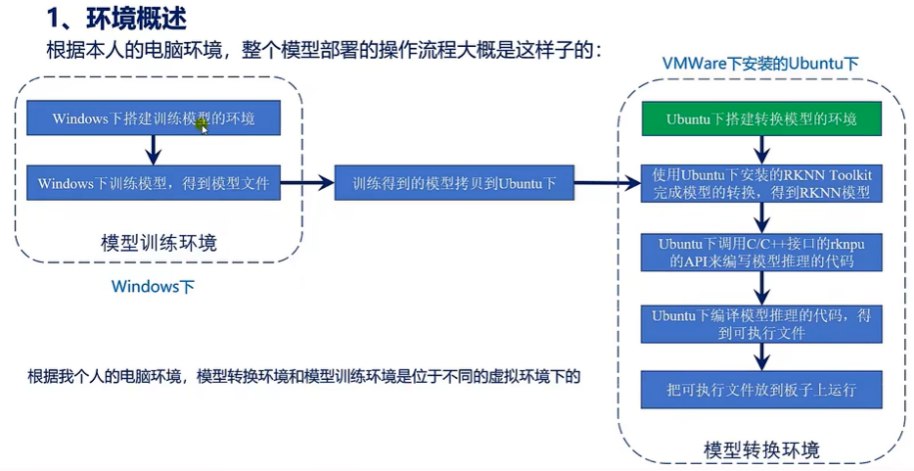 1、环境概述
根据本人的电脑环境，整个模型部署的操作流程大概是这样子的：
VMWare下安装的Ubuntu下
Windows下搭建训练模型的环境
Windows下训练模型，得到模型文件
模型训练环境
Windows下
训练得到的模型拷贝到Ubuntu下
Ubuntu下搭建转换模型的环境
使用Ubuntu下安装的RKNN Toolkit
完成模型的转换，得到RKNN模型
Ubuntu下调用C/C++接口的rknpu
的API来编写模型推理的代码
Ubuntu下编译模型推理的代码，得
到可执行文件
把可执行文件放到板子上运行
模型转换环境
根据我个人的电脑环境，模型转换环境和模型训练环境是位于不同的虚拟环境下的